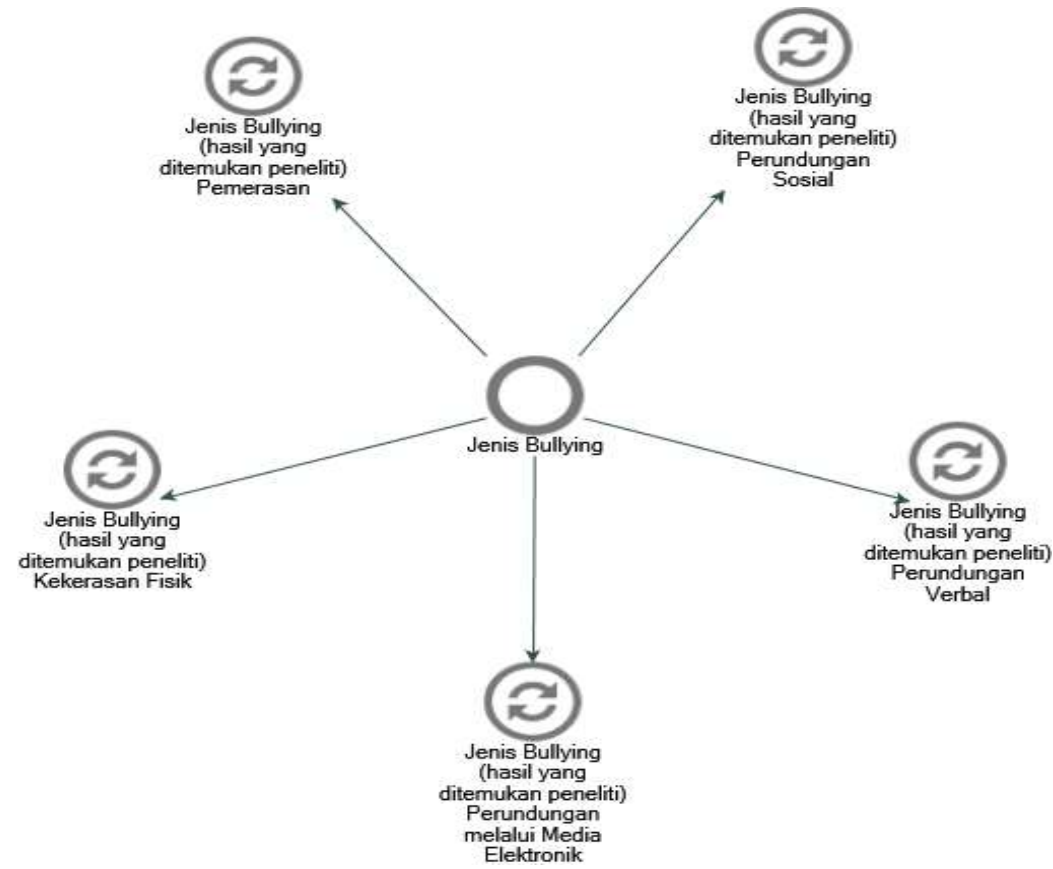 Jenis Bullying
(hasil yang
ditemukan peneliti)
Pemerasan
Jenis Bullying
(hasil yang
ditemukan peneliti)
Perundungan
Sosial
Jenis Bullying
Jenis Bullying
(hasil yang
ditemukan peneliti)
Kekerasan Fisik
Jenis Bullying
(hasil yang
ditemukan peneliti)
Perundungan
Verbal
Jenis Bullying
(hasil yang
ditemukan peneliti)
Perundungan
melalui Media
Elektronik